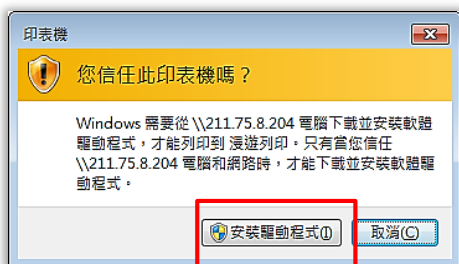 印表機
您信任此印表機嗎？
Windows 需要從 \\211.75.8.204 電腦下載並安裝軟體
驅動程式，才能列印到 漫遊列印。只有當您信任
\\211.75.8.204 電腦和網路時，才能下載並安裝軟體驅
動程式。
安裝驅動程式(I) 取消(C)